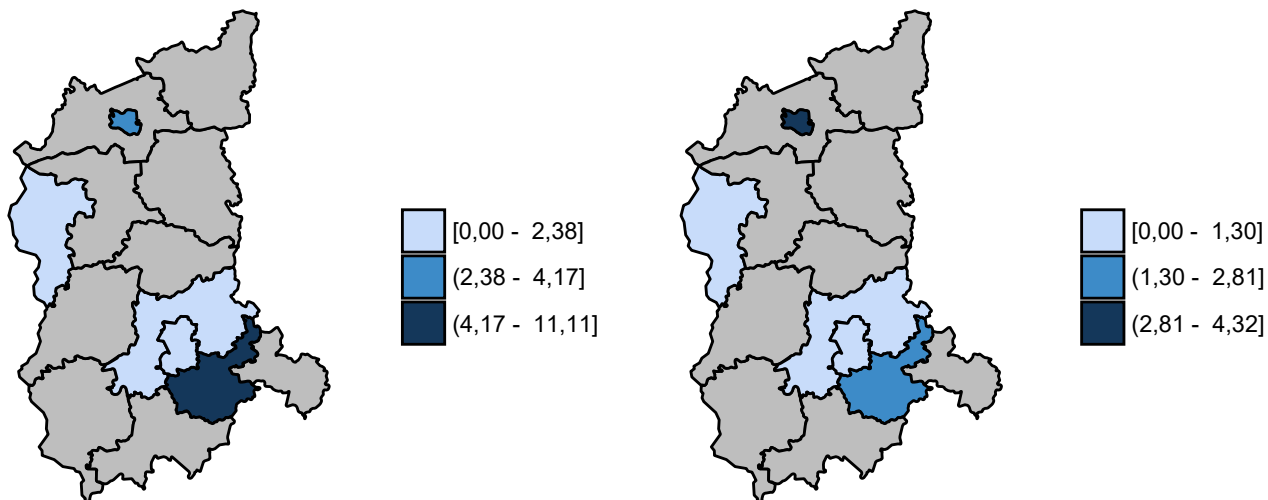 [0,00 - 2,38]
(2,38 - 4,17]
(4,17 - 11,11]
[0,00 - 1,30]
(1,30 - 2,81]
(2,81 - 4,32]